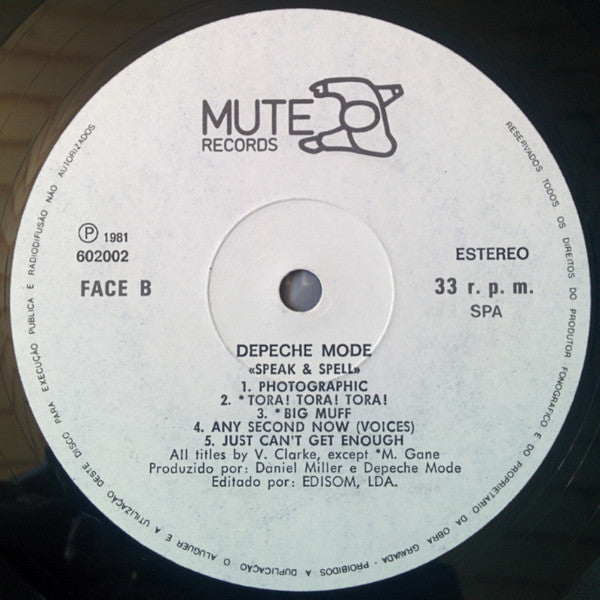 MUTE
RECORDS
Ⓟ 1981
602002
FACE B
ESTEREO
33 r. p. m.
SPA
DEPECHE MODE
«SPEAK & SPELL»
1. PHOTOGRAPHIC
2. *TORA! TORA! TORA!
3. *BIG MUFF
4. ANY SECOND NOW (VOICES)
5. JUST CAN'T GET ENOUGH
All titles by V. Clarke, except *M. Gane
Produzido por: Daniel Miller e Depeche Mode
Editado por: EDISOM, LDA.
RESERVADOS TODOS OS DIREITOS DO PRODUTOR FONOGRÁFICO E DO PROPRIETÁRIO DA OBRA GRAVADA - PROIBIDOS A DUPLICAÇÃO O ALUGUER E A UTILIZAÇÃO DESTE DISCO PARA EXECUÇÃO PÚBLICA E RADIODIFUSÃO NÃO AUTORIZADOS